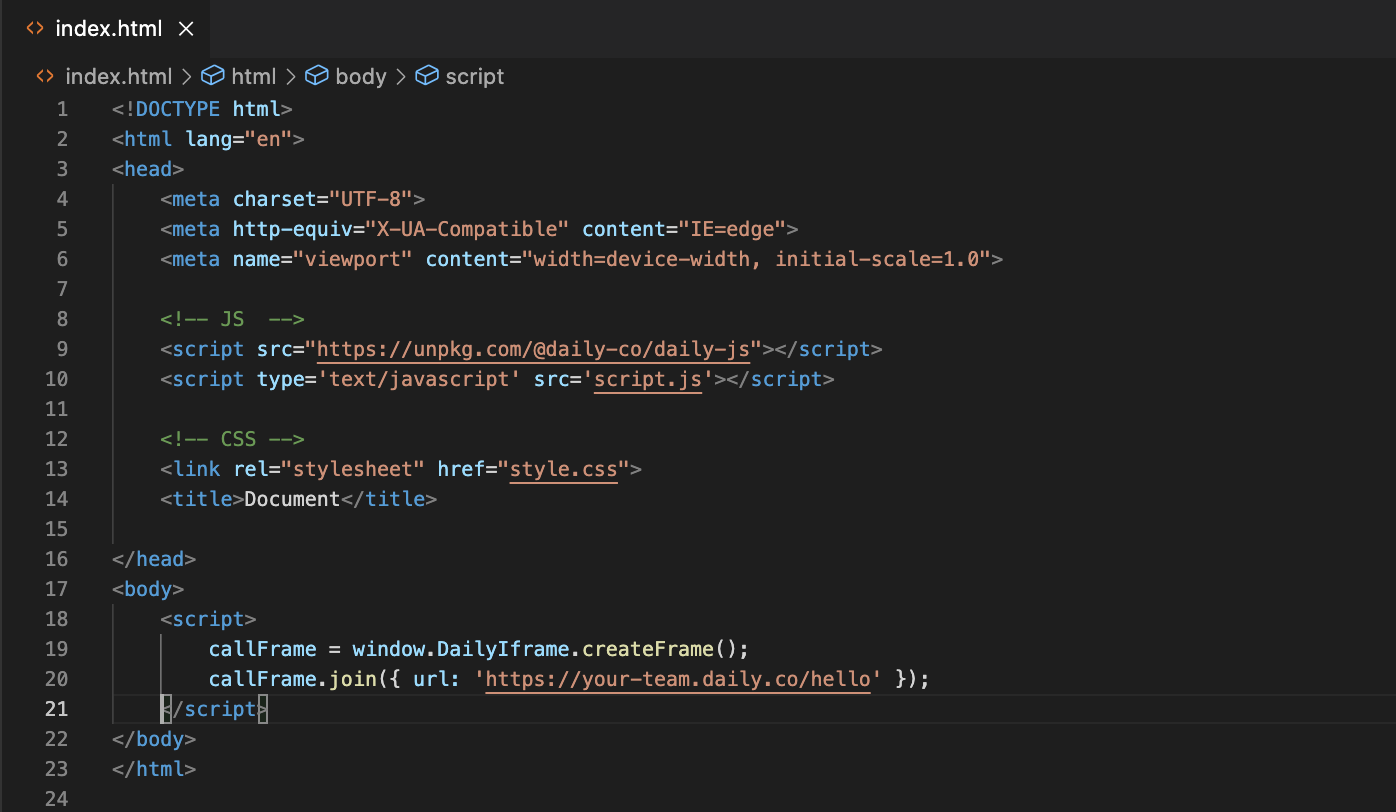 index.html
index.html > html > body > script
1 <!DOCTYPE html>
2 <html lang="en">
3 <head>
4     <meta charset="UTF-8">
5     <meta http-equiv="X-UA-Compatible" content="IE=edge">
6     <meta name="viewport" content="width=device-width, initial-scale=1.0">
7
8     <!-- JS  -->
9     <script src="https://unpkg.com/@daily-co/daily-js"></script>
10     <script type='text/javascript' src='script.js'></script>
11
12     <!-- CSS -->
13     <link rel="stylesheet" href="style.css">
14     <title>Document</title>
15
16 </head>
17 <body>
18     <script>
19         callFrame = window.DailyIframe.createFrame();
20         callFrame.join({ url: 'https://your-team.daily.co/hello' });
21     </script>
22 </body>
23 </html>
24